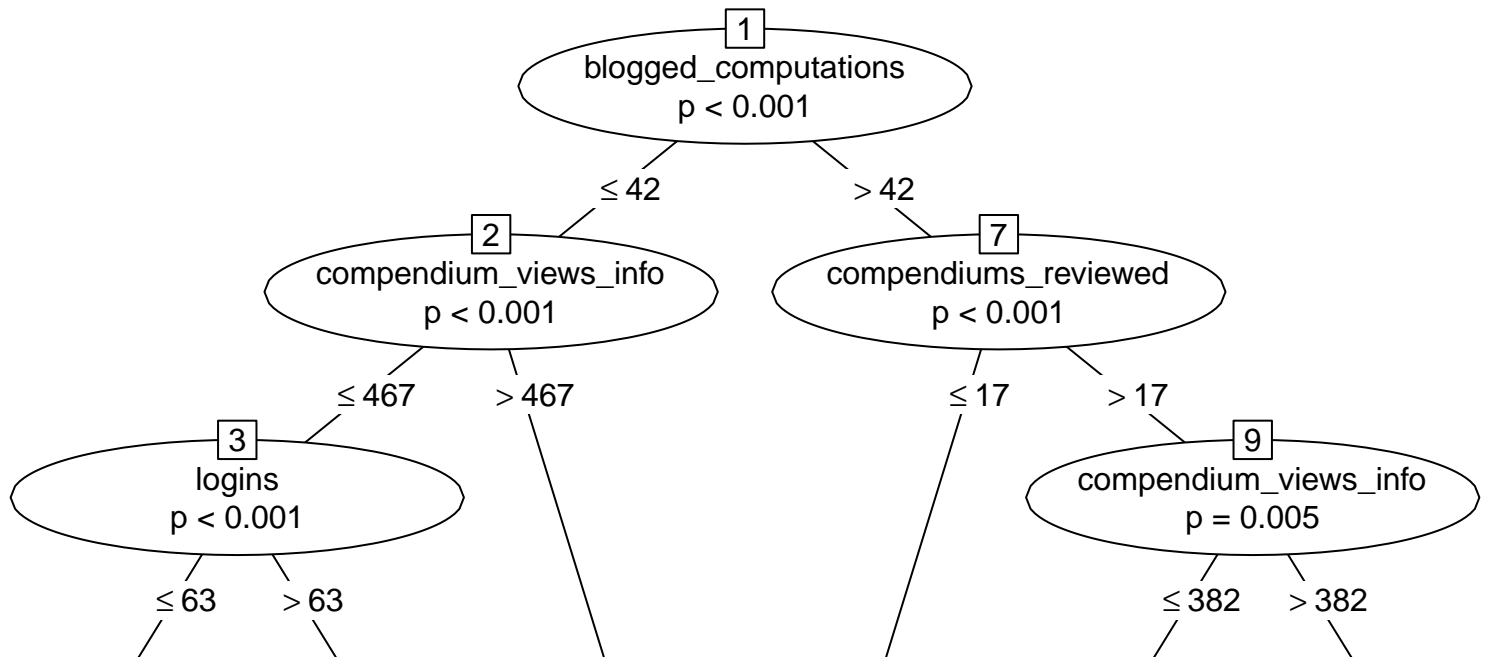 1
blogged_computations
p < 0.001
≤ 42
> 42
2
compendium_views_info
p < 0.001
7
compendiums_reviewed
p < 0.001
≤ 467
> 467
≤ 17
> 17
3
logins
p < 0.001
9
compendium_views_info
p = 0.005
≤ 63
> 63
≤ 382
> 382